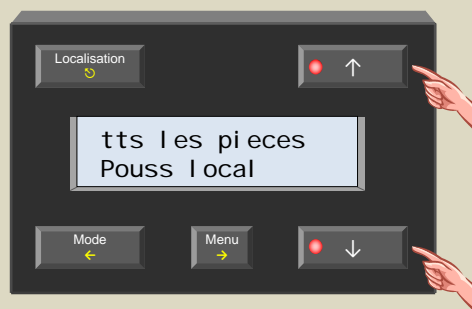 Localisation
tts les pieces
Pouss local
Mode
Menu